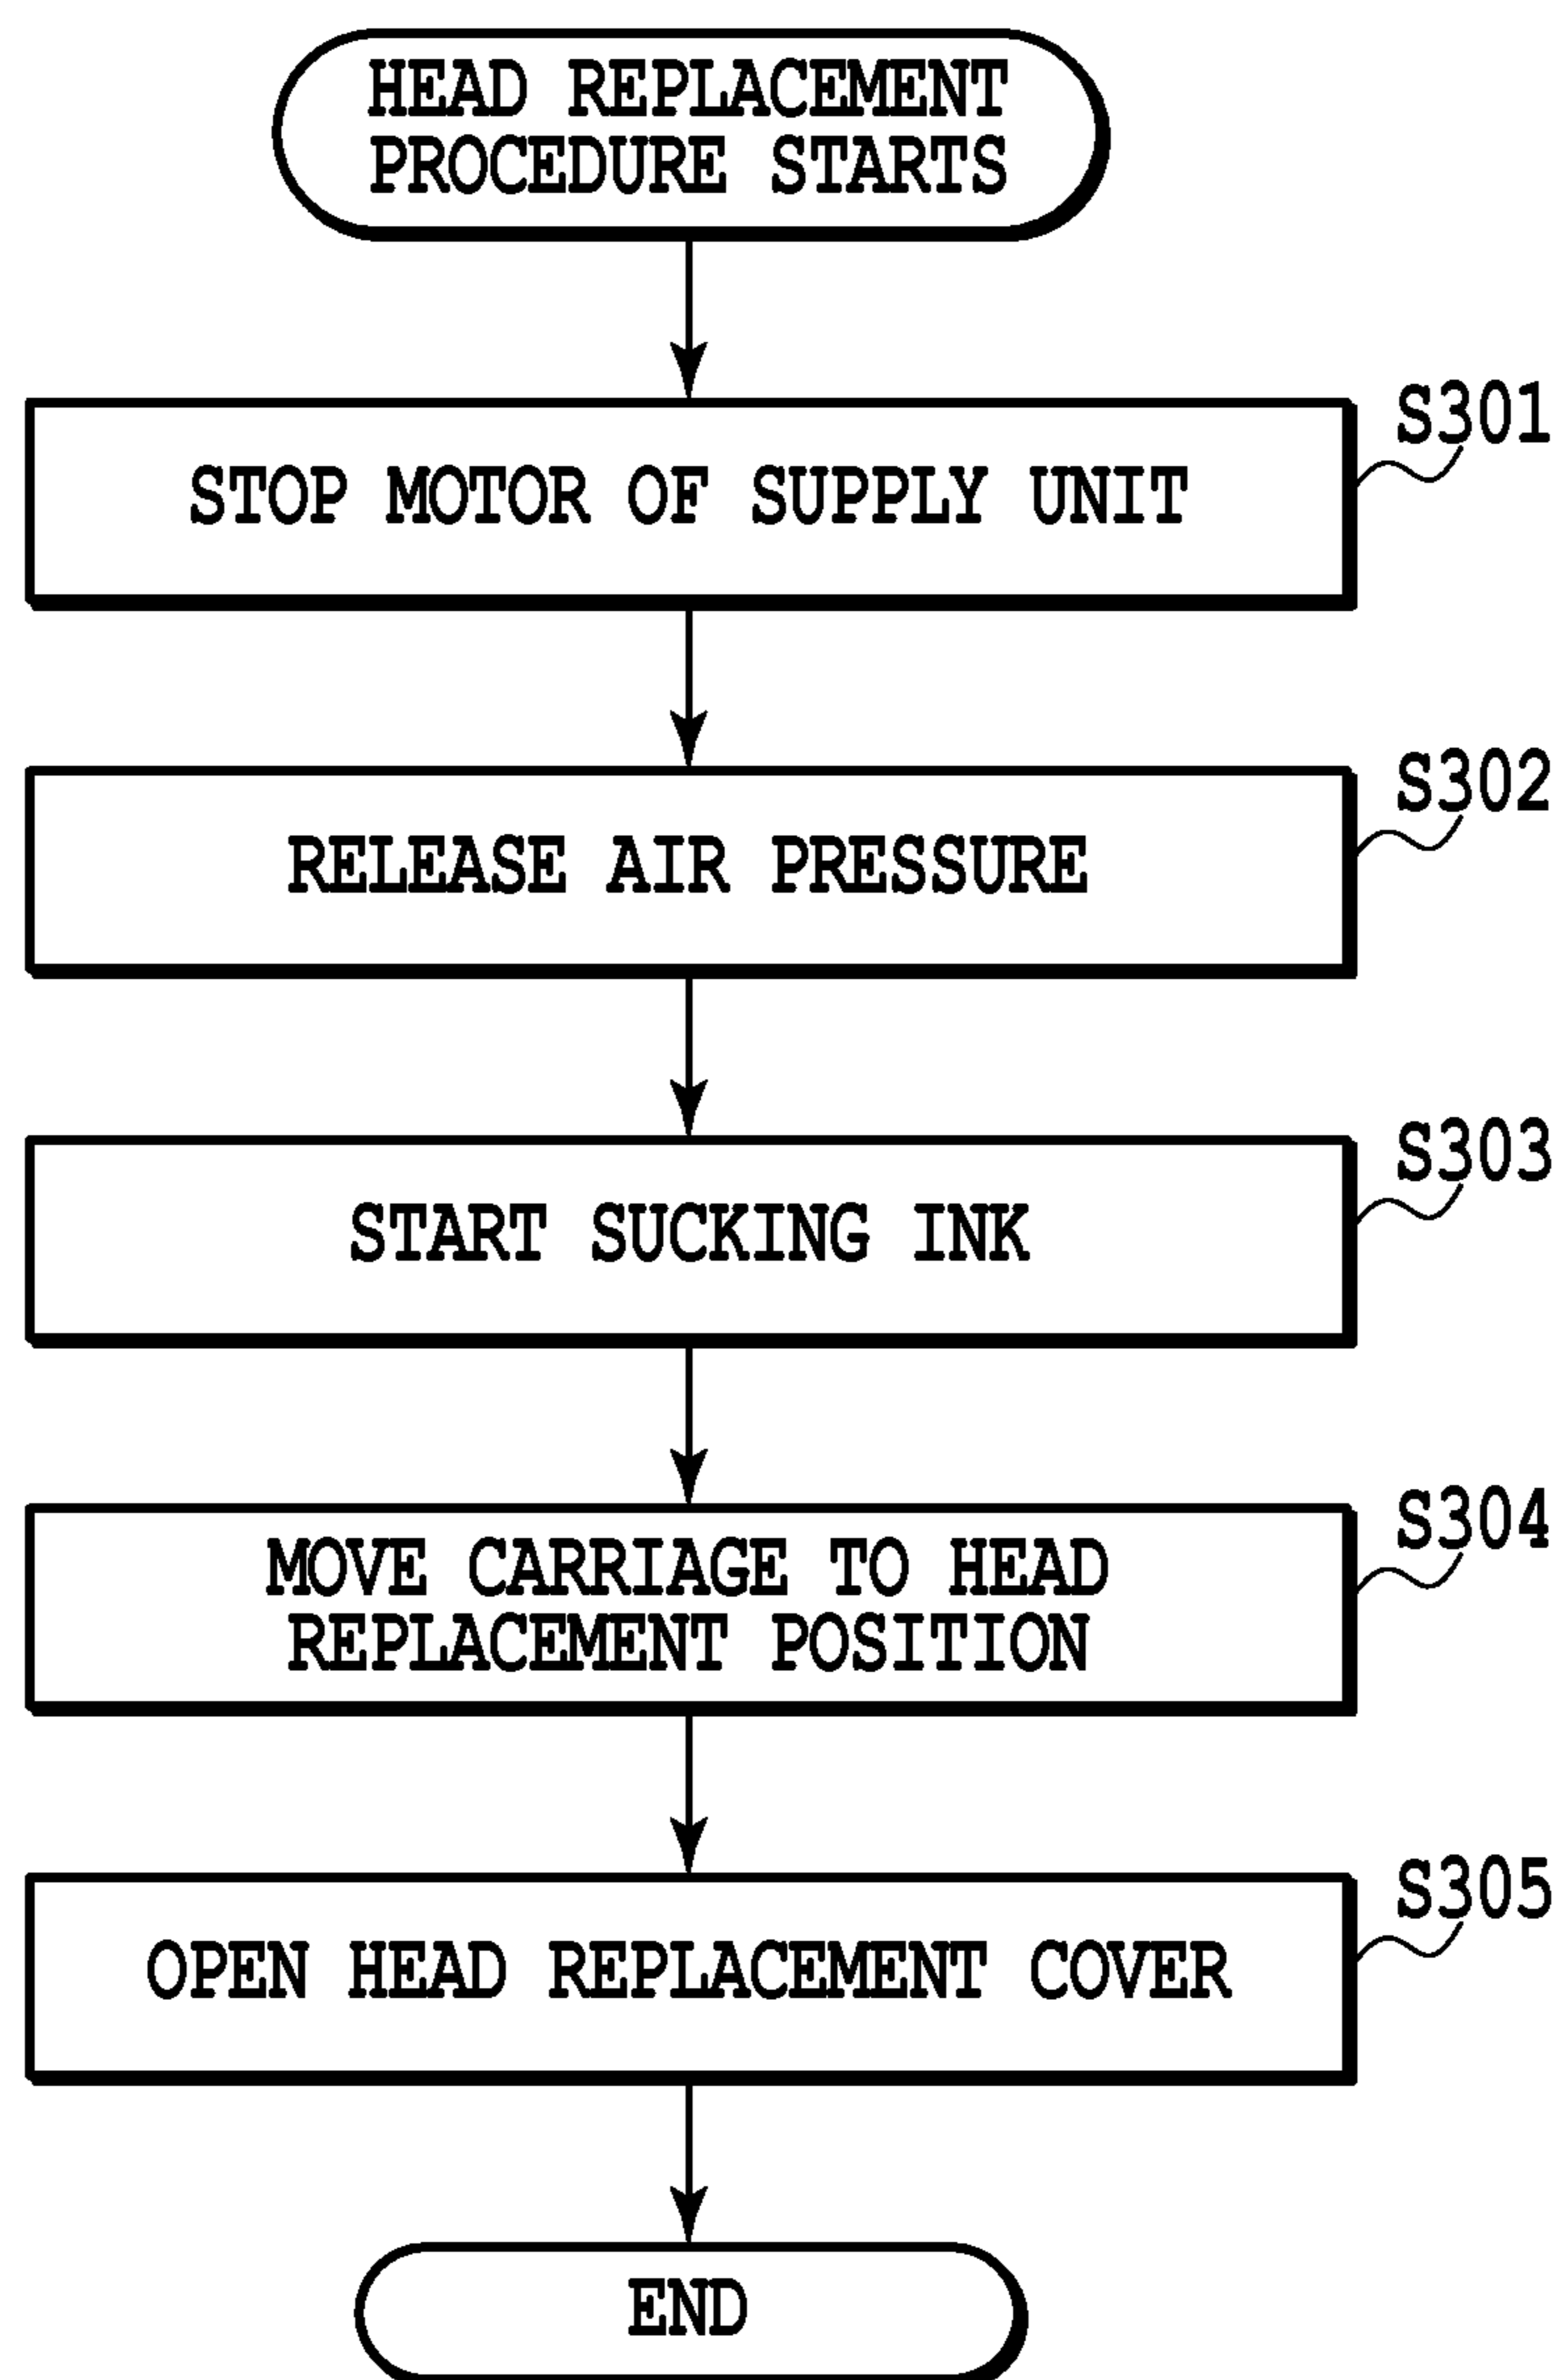 HEAD REPLACEMENT
PROCEDURE STARTS
S301
STOP MOTOR OF SUPPLY UNIT
S302
RELEASE AIR PRESSURE
S303
START SUCKING INK
S304
MOVE CARRIAGE TO HEAD
REPLACEMENT POSITION
S305
OPEN HEAD REPLACEMENT COVER
END